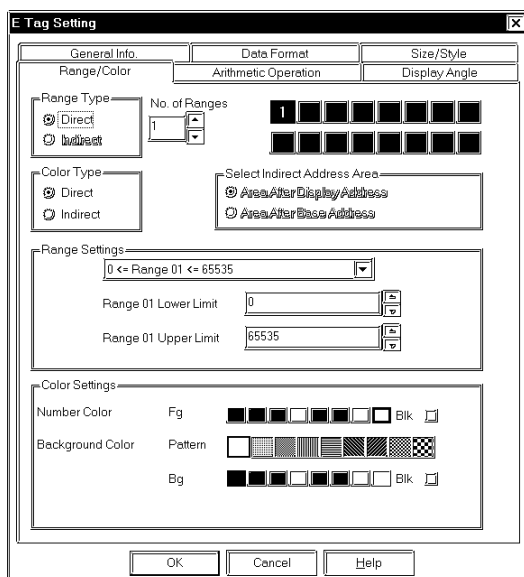 E Tag Setting
General Info. Data Format Size/Style
Range/Color Arithmetic Operation Display Angle
Range Type No. of Ranges
Direct
Indirect
1
1
Color Type
Direct
Indirect
Select Indirect Address Area
Area After Display Address
Area After Base Address
Range Settings
0 <= Range 01 <= 65535
Range 01 Lower Limit 0
Range 01 Upper Limit 65535
Color Settings
Number Color Fg Blk
Background Color Pattern
Bg Blk
OK Cancel Help